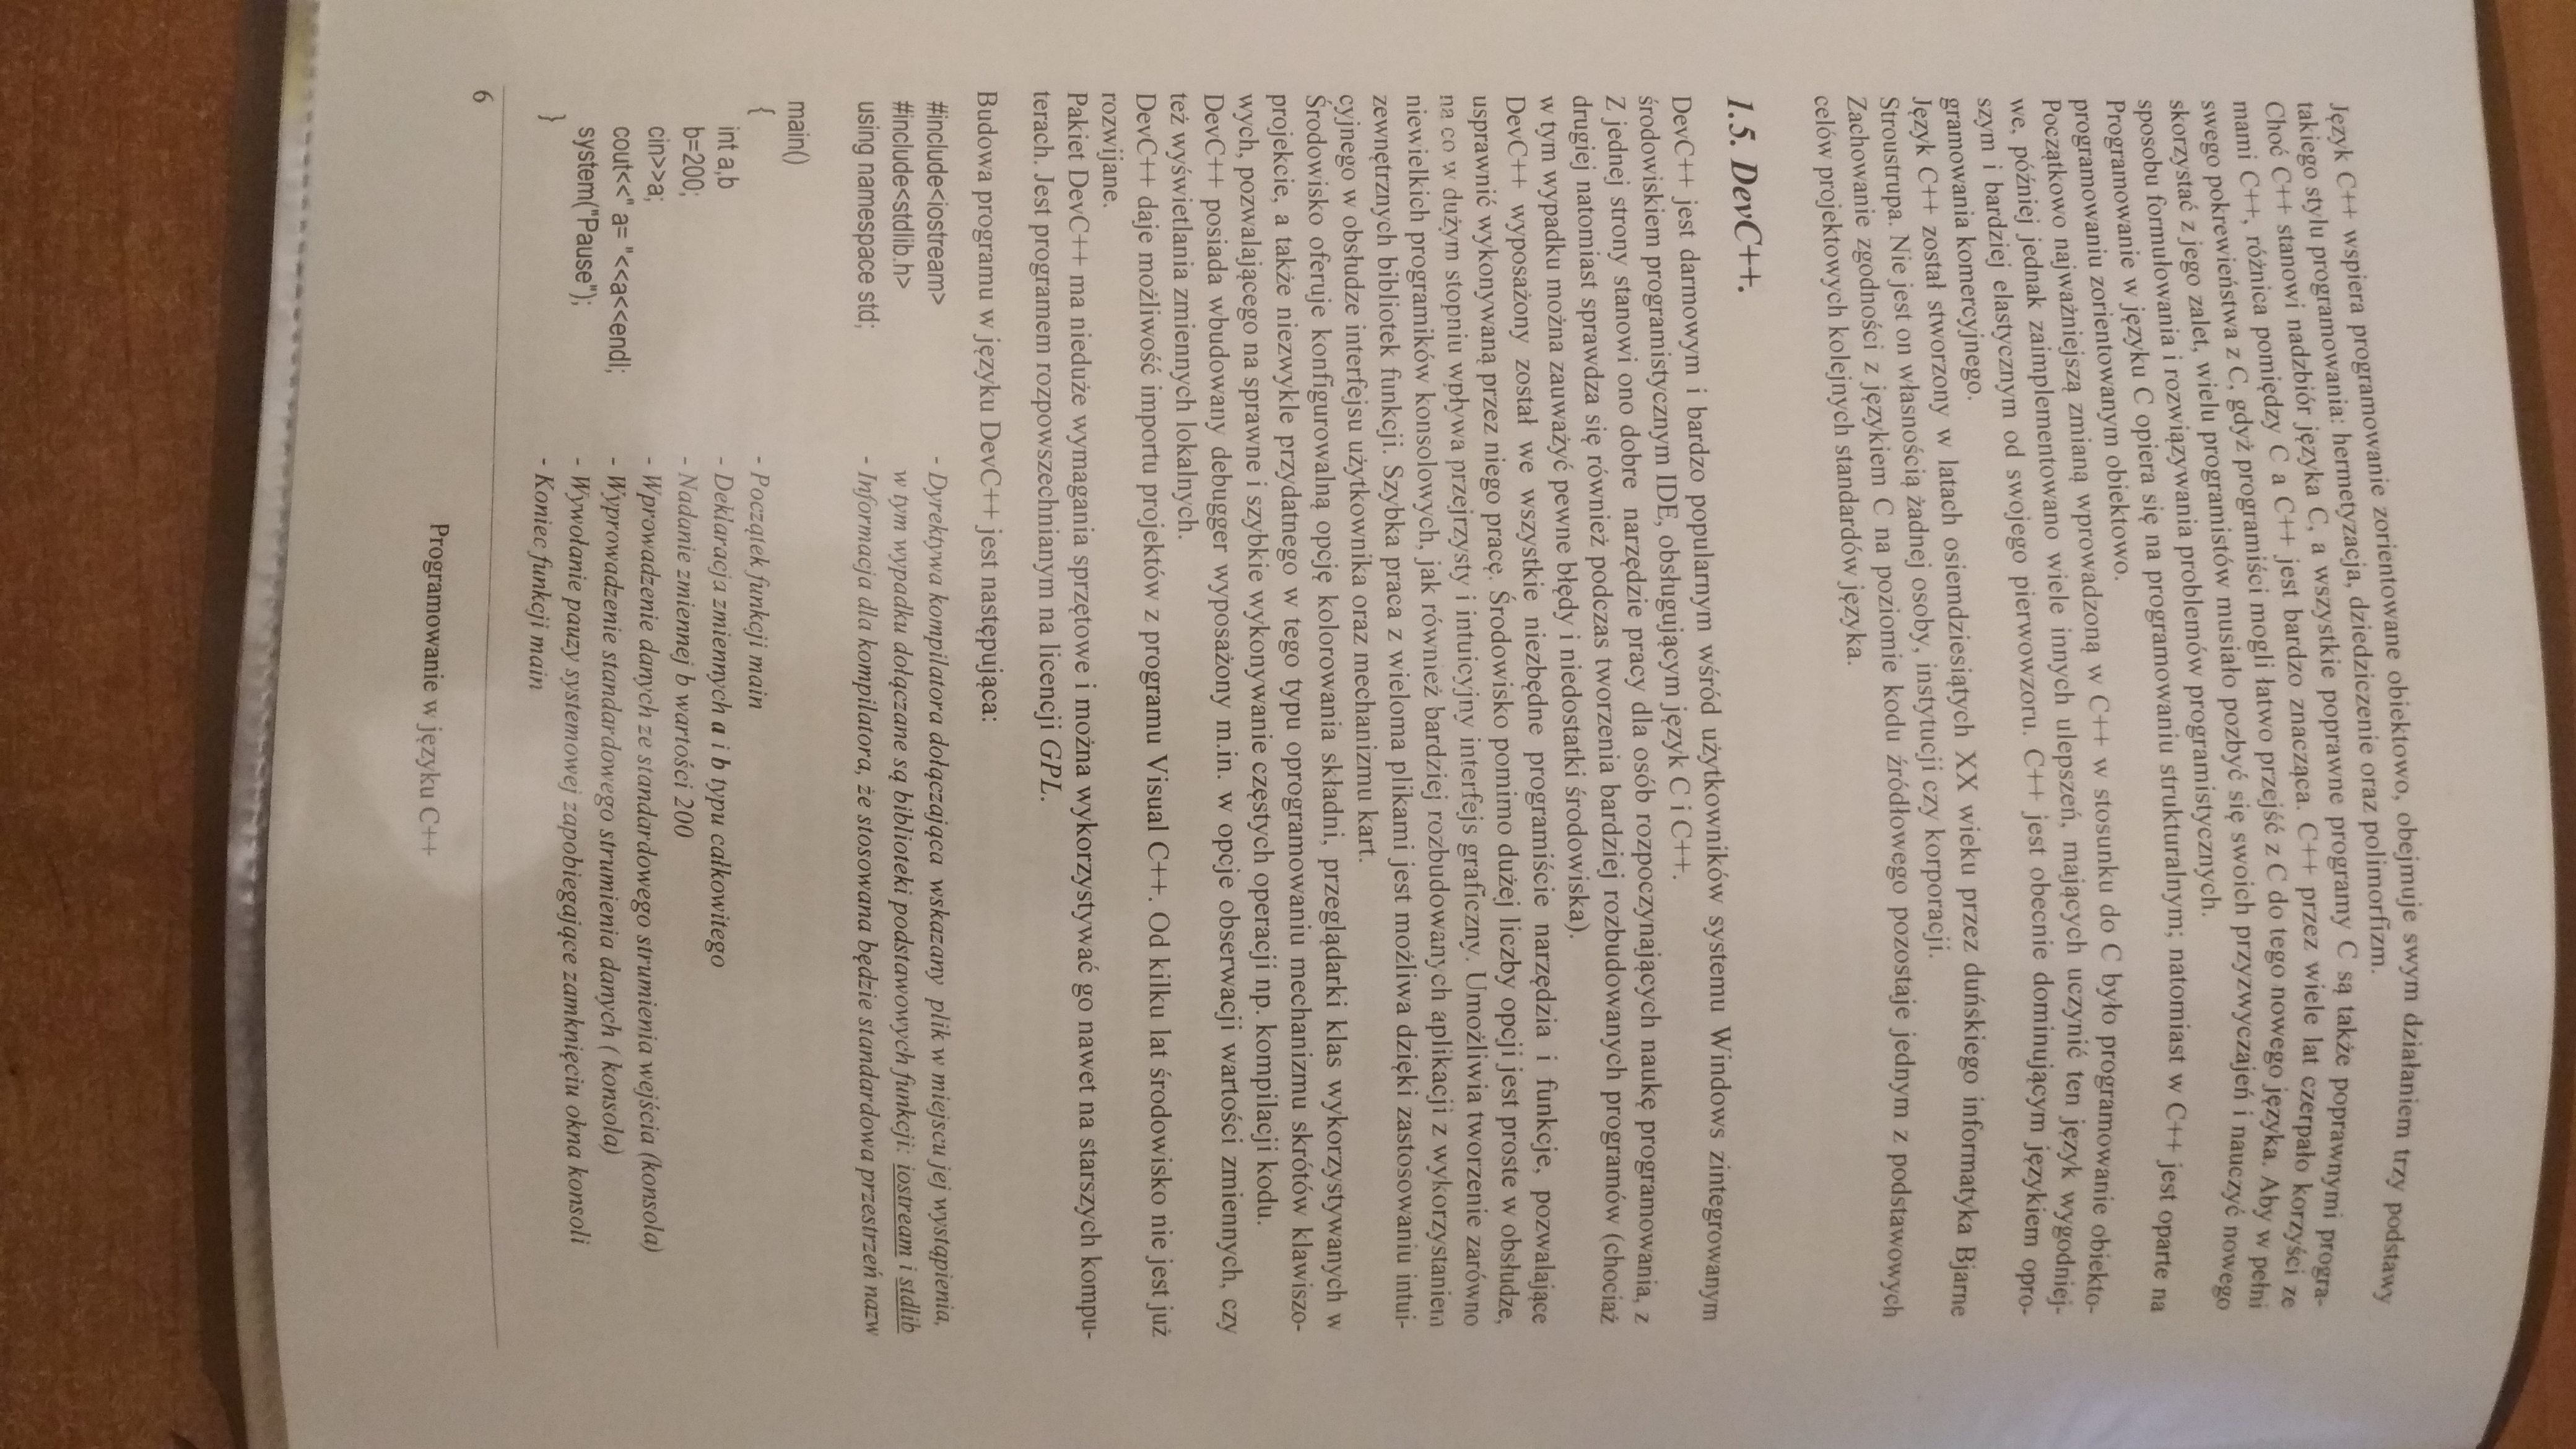 Język C++ wspiera programowanie zorientowane obiektowo, obejmuje swym działaniem trzy podstawy
takiego stylu programowania: hermetyzacja, dziedziczenie oraz polimorfizm.
Choć C++ stanowi nadzbiór języka C, a wszystkie poprawne programy C są także poprawnymi progra-
mami C++, różnica pomiędzy C a C++ jest bardzo znacząca. C++ przez wiele lat czerpało korzyści ze
swego pokrewieństwa z C, gdyż programiści mogli łatwo przejść z C do tego nowego języka. Aby w pełni
skorzystać z jego zalet, wielu programistów musiało pozbyć się swoich przyzwyczajeń i nauczyć nowego
sposobu formułowania i rozwiązywania problemów programistycznych.
Programowanie w języku C opiera się na programowaniu strukturalnym; natomiast w C++ jest oparte na
programowaniu zorientowanym obiektowo.
Początkowo najważniejszą zmianą wprowadzoną w C++ w stosunku do C było programowanie obiekto-
we, później jednak zaimplementowano wiele innych ulepszeń, mających uczynić ten język wygodniej-
szym i bardziej elastycznym od swojego pierwowzoru. C++ jest obecnie dominującym językiem opro-
gramowania komercyjnego.
Język C++ został stworzony w latach osiemdziesiątych XX wieku przez duńskiego informatyka Bjarne
Stroustrupa. Nie jest on własnością żadnej osoby, instytucji czy korporacji.
Zachowanie zgodności z językiem C na poziomie kodu źródłowego pozostaje jednym z podstawowych
celów projektowych kolejnych standardów języka.
1.5. DevC++.
DevC++ jest darmowym i bardzo popularnym wśród użytkowników systemu Windows zintegrowanym
środowiskiem programistycznym IDE, obsługującym język C i C++.
Z jednej strony stanowi ono dobre narzędzie pracy dla osób rozpoczynających naukę programowania, z
drugiej natomiast sprawdza się również podczas tworzenia bardziej rozbudowanych programów (chociaż
w tym wypadku można zauważyć pewne błędy i niedostatki środowiska).
DevC++ wyposażony został we wszystkie niezbędne programiście narzędzia i funkcje, pozwalające
usprawnić wykonywaną przez niego pracę. Środowisko pomimo dużej liczby opcji jest proste w obsłudze,
na co w dużym stopniu wpływa przejrzysty i intuicyjny interfejs graficzny. Umożliwia tworzenie zarówno
niewielkich programików konsolowych, jak również bardziej rozbudowanych aplikacji z wykorzystaniem
zewnętrznych bibliotek funkcji. Szybka praca z wieloma plikami jest możliwa dzięki zastosowaniu intui-
cyjnego w obsłudze interfejsu użytkownika oraz mechanizmu kart.
Środowisko oferuje konfigurowalną opcję kolorowania składni, przeglądarki klas wykorzystywanych w
projekcie, a także niezwykle przydatnego w tego typu oprogramowaniu mechanizmu skrótów klawiszo-
wych, pozwalającego na sprawne i szybkie wykonywanie częstych operacji np. kompilacji kodu.
DevC++ posiada wbudowany debugger wyposażony m.in. w opcje obserwacji wartości zmiennych, czy
też wyświetlania zmiennych lokalnych.
DevC++ daje możliwość importu projektów z programu Visual C++. Od kilku lat środowisko nie jest już
rozwijane.
Pakiet DevC++ ma nieduże wymagania sprzętowe i można wykorzystywać go nawet na starszych kompu-
terach. Jest programem rozpowszechnianym na licencji GPL.
Budowa programu w języku DevC++ jest następująca:
#include<iostream> - Dyrektywa kompilatora dołączająca wskazany plik w miejscu jej wystąpienia,
#include<stdlib.h> w tym wypadku dołączane są biblioteki podstawowych funkcji: iostream i stdlib
using namespace std; - Informacja dla kompilatora, że stosowana będzie standardowa przestrzeń nazw
main()
{ - Początek funkcji main
int a,b - Deklaracja zmiennych a i b typu całkowitego
b=200; - Nadanie zmiennej b wartości 200
cin>>a; - Wprowadzenie danych ze standardowego strumienia wejścia (konsola)
cout<<" a= "<<a<<endl; - Wyprowadzenie standardowego strumienia danych ( konsola)
system("Pause"); - Wywołanie pauzy systemowej zapobiegające zamknięciu okna konsoli
} - Koniec funkcji main
6
Programowanie w języku C++